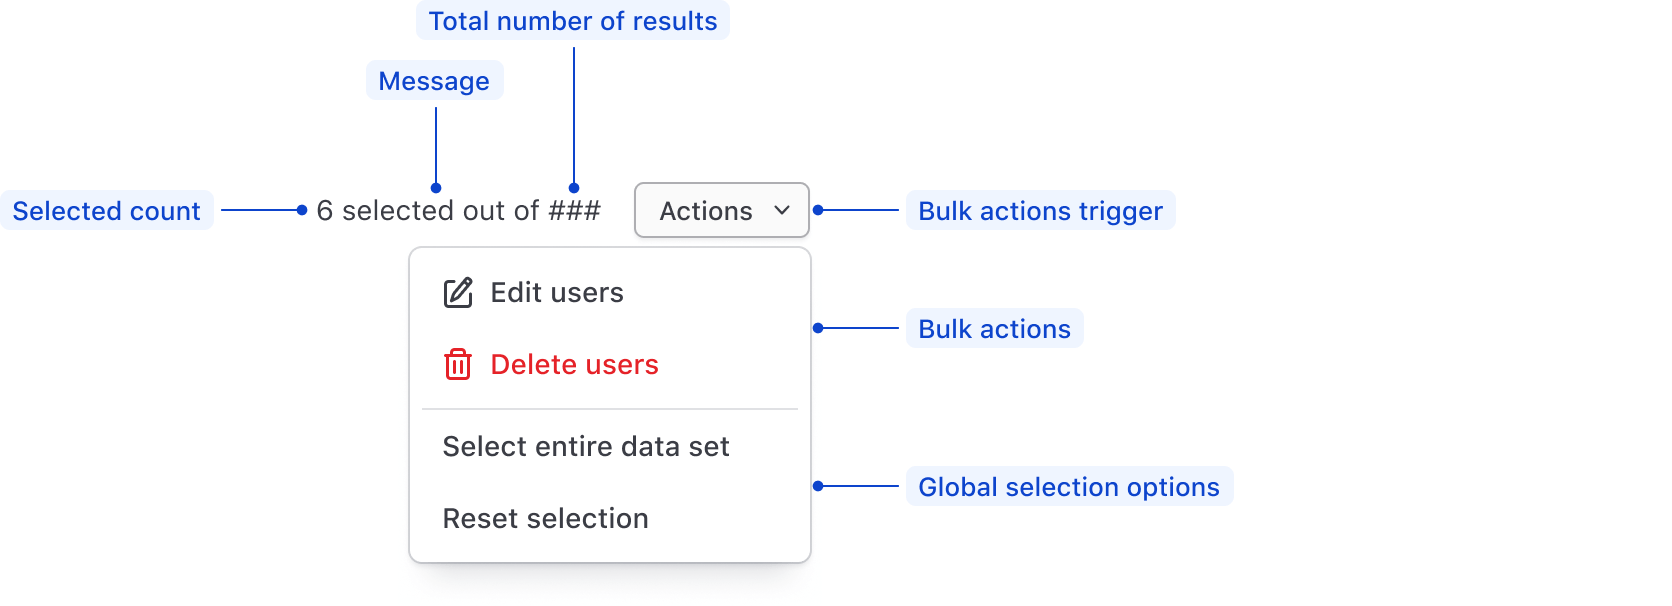 Total number of results
Message
Selected count
6 selected out of ###
Actions
Bulk actions trigger
Edit users
Bulk actions
Delete users
Select entire data set
Global selection options
Reset selection